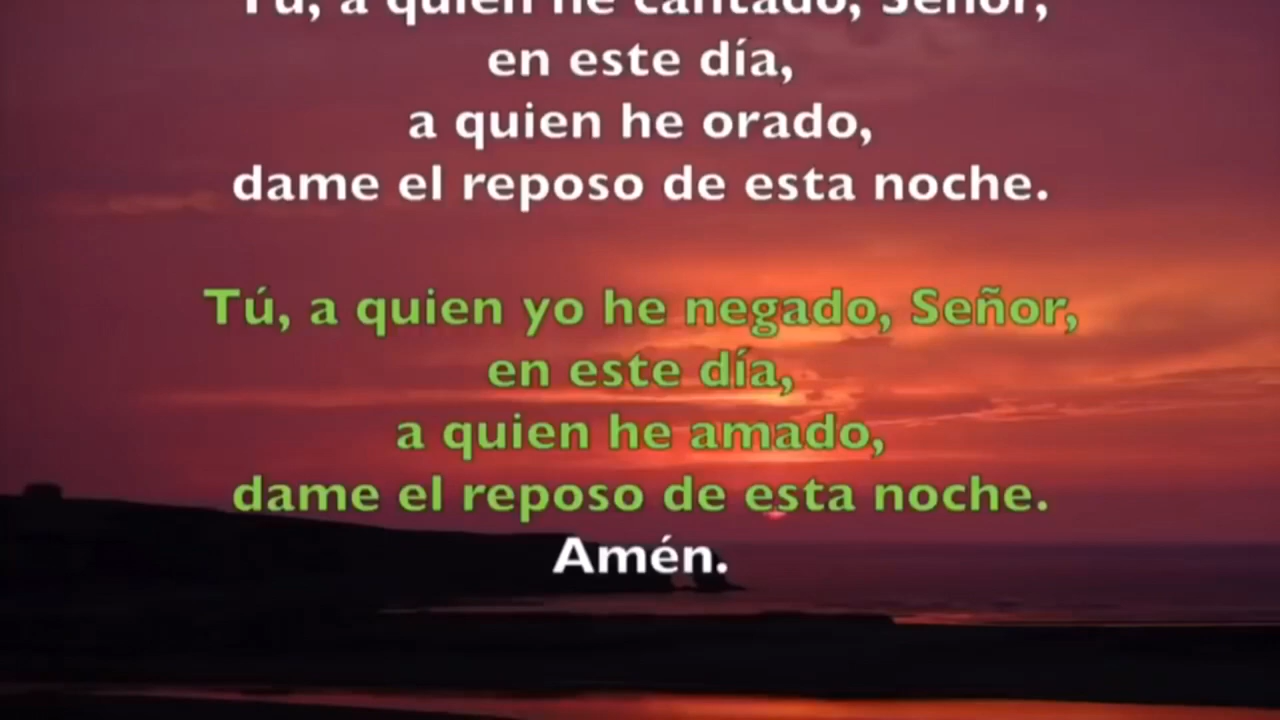 Tú, a quien he cantado, Señor,
en este día,
a quien he orado,
dame el reposo de esta noche.
Tú, a quien yo he negado, Señor,
en este día,
a quien he amado,
dame el reposo de esta noche.
Amén.